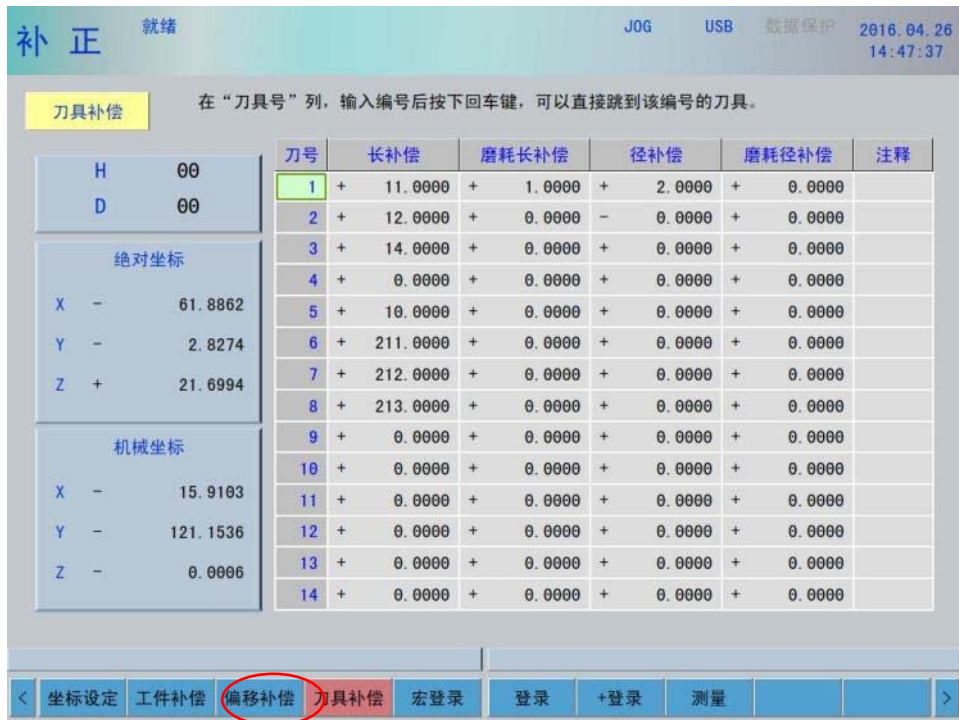 补 正 就绪 JOG USB 数据保护 2016.04.26
14:47:37
刀具补偿 在“刀具号”列，输入编号后按下回车键，可以直接跳到该编号的刀具。
H 00
D 00
绝对坐标
X - 61.8862
Y - 2.8274
Z + 21.6994
机械坐标
X - 15.9103
Y - 121.1536
Z - 0.0006
刀号 长补偿 磨耗长补偿 径补偿 磨耗径补偿 注释
1 + 11.0000 + 1.0000 + 2.0000 + 0.0000
2 + 12.0000 + 0.0000 - 0.0000 + 0.0000
3 + 14.0000 + 0.0000 + 0.0000 + 0.0000
4 + 0.0000 + 0.0000 + 0.0000 + 0.0000
5 + 10.0000 + 0.0000 + 0.0000 + 0.0000
6 + 211.0000 + 0.0000 + 0.0000 + 0.0000
7 + 212.0000 + 0.0000 + 0.0000 + 0.0000
8 + 213.0000 + 0.0000 + 0.0000 + 0.0000
9 + 0.0000 + 0.0000 + 0.0000 + 0.0000
10 + 0.0000 + 0.0000 + 0.0000 + 0.0000
11 + 0.0000 + 0.0000 + 0.0000 + 0.0000
12 + 0.0000 + 0.0000 + 0.0000 + 0.0000
13 + 0.0000 + 0.0000 + 0.0000 + 0.0000
14 + 0.0000 + 0.0000 + 0.0000 + 0.0000
< 坐标设定 工件补偿 偏移补偿 刀具补偿 宏登录 登录 +登录 测量 >